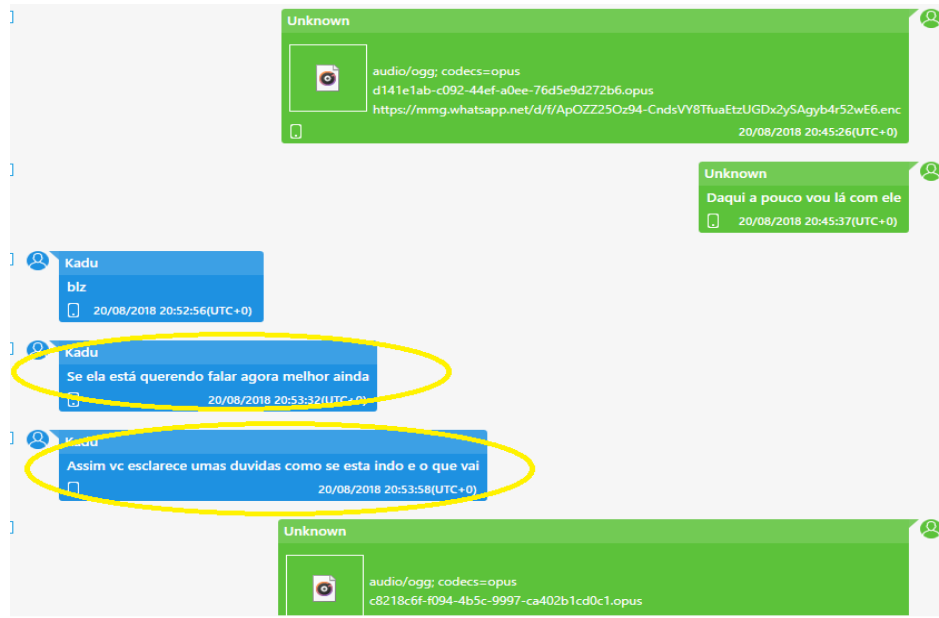 Unknown
audio/ogg; codecs=opus
d141e1ab-c092-44ef-a0ee-76d5e9d272b6.opus
https://mmg.whatsapp.net/d/f/ApOZZ25Oz94-CndsVY8TfuaEtzUGDx2ySAgyb4r52wE6.enc
20/08/2018 20:45:26(UTC+0)
Unknown
Daqui a pouco vou lá com ele
20/08/2018 20:45:37(UTC+0)
Kadu
blz
20/08/2018 20:52:56(UTC+0)
Kadu
Se ela está querendo falar agora melhor ainda
20/08/2018 20:53:32(UTC+0)
Kadu
Assim vc esclarece umas duvidas como se esta indo e o que vai
20/08/2018 20:53:58(UTC+0)
Unknown
audio/ogg; codecs=opus
c8218c6f-f094-4b5c-9997-ca402b1cd0c1.opus